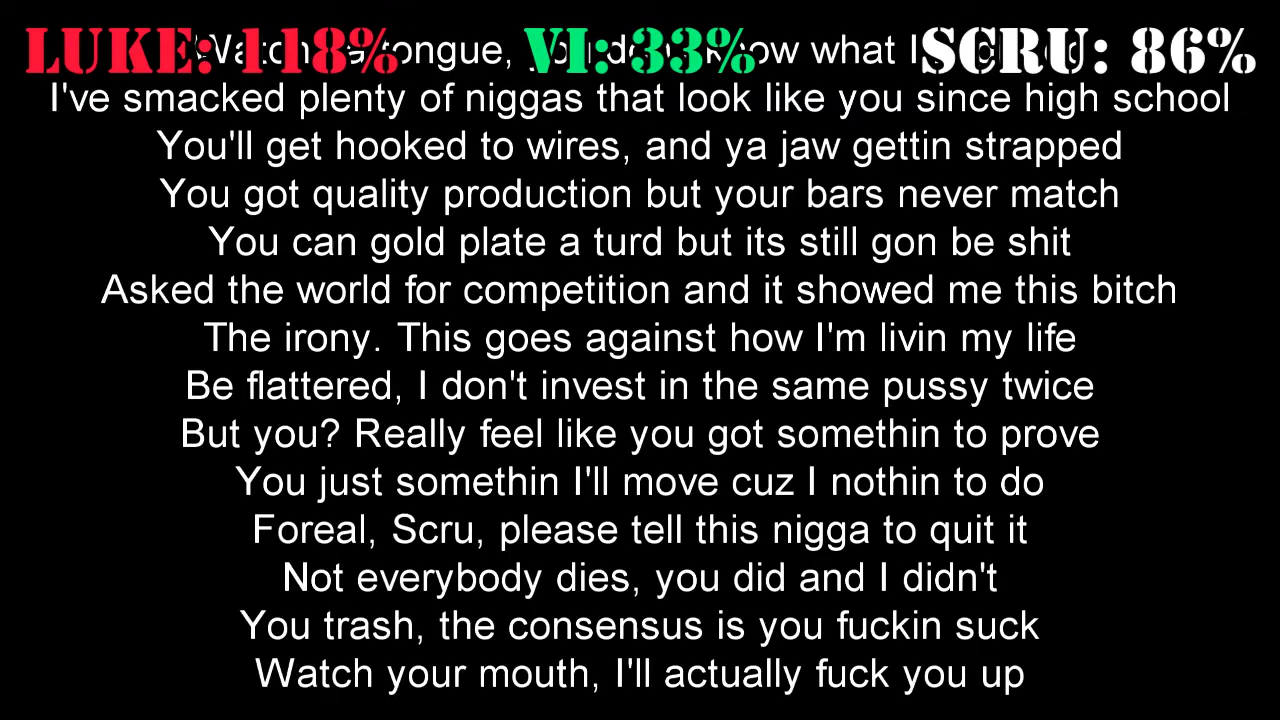 LUKE: 118% VI: 33% SCRU: 86%
tongue, what I
I've smacked plenty of niggas that look like you since high school
You'll get hooked to wires, and ya jaw gettin strapped
You got quality production but your bars never match
You can gold plate a turd but its still gon be shit
Asked the world for competition and it showed me this bitch
The irony. This goes against how I'm livin my life
Be flattered, I don't invest in the same pussy twice
But you? Really feel like you got somethin to prove
You just somethin I'll move cuz I nothin to do
Foreal, Scru, please tell this nigga to quit it
Not everybody dies, you did and I didn't
You trash, the consensus is you fuckin suck
Watch your mouth, I'll actually fuck you up